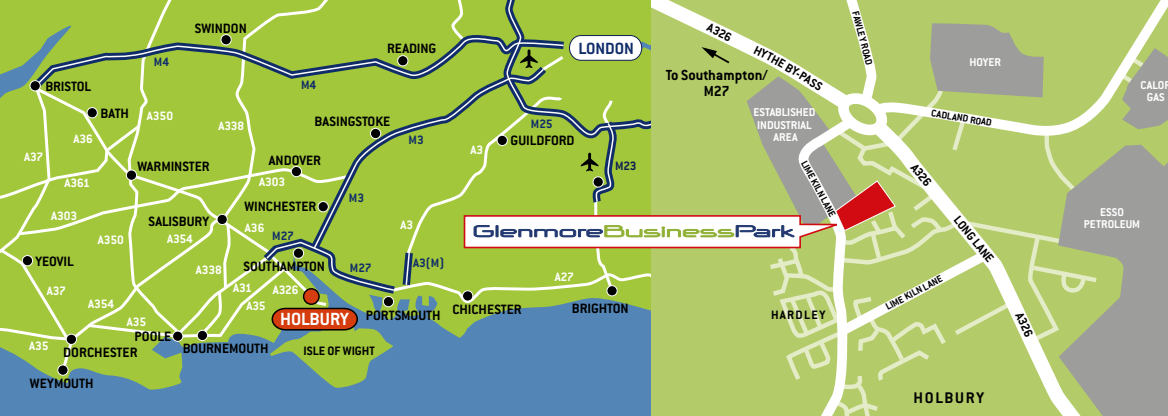 SWINDON
READING
LONDON
M4
BRISTOL
M4
BATH
A350
A338
BASINGSTOKE
M3
M25
GUILDFORD
A36
A37
A3
WARMINSTER
ANDOVER
M23
A361
A303
A303
WINCHESTER
M3
SALISBURY
A36
M27
A3
A350
A354
SOUTHAMPTON
A3(M)
YEOVIL
A338
M27
A27
A37
A31
A326
A354
A35
HOLBURY
PORTSMOUTH
CHICHESTER
BRIGHTON
A35
POOLE
BOURNEMOUTH
A35
DORCHESTER
ISLE OF WIGHT
WEYMOUTH
GlenmoreBusinessPark
A326
HYTHE BY-PASS
FAWLEY ROAD
To Southampton/
M27
HOYER
CALOR
GAS
ESTABLISHED
INDUSTRIAL
AREA
CADLAND ROAD
LIME KILN LANE
A326
ESSO
PETROLEUM
LONG LANE
LIME KILN LANE
HARDLEY
A326
HOLBURY